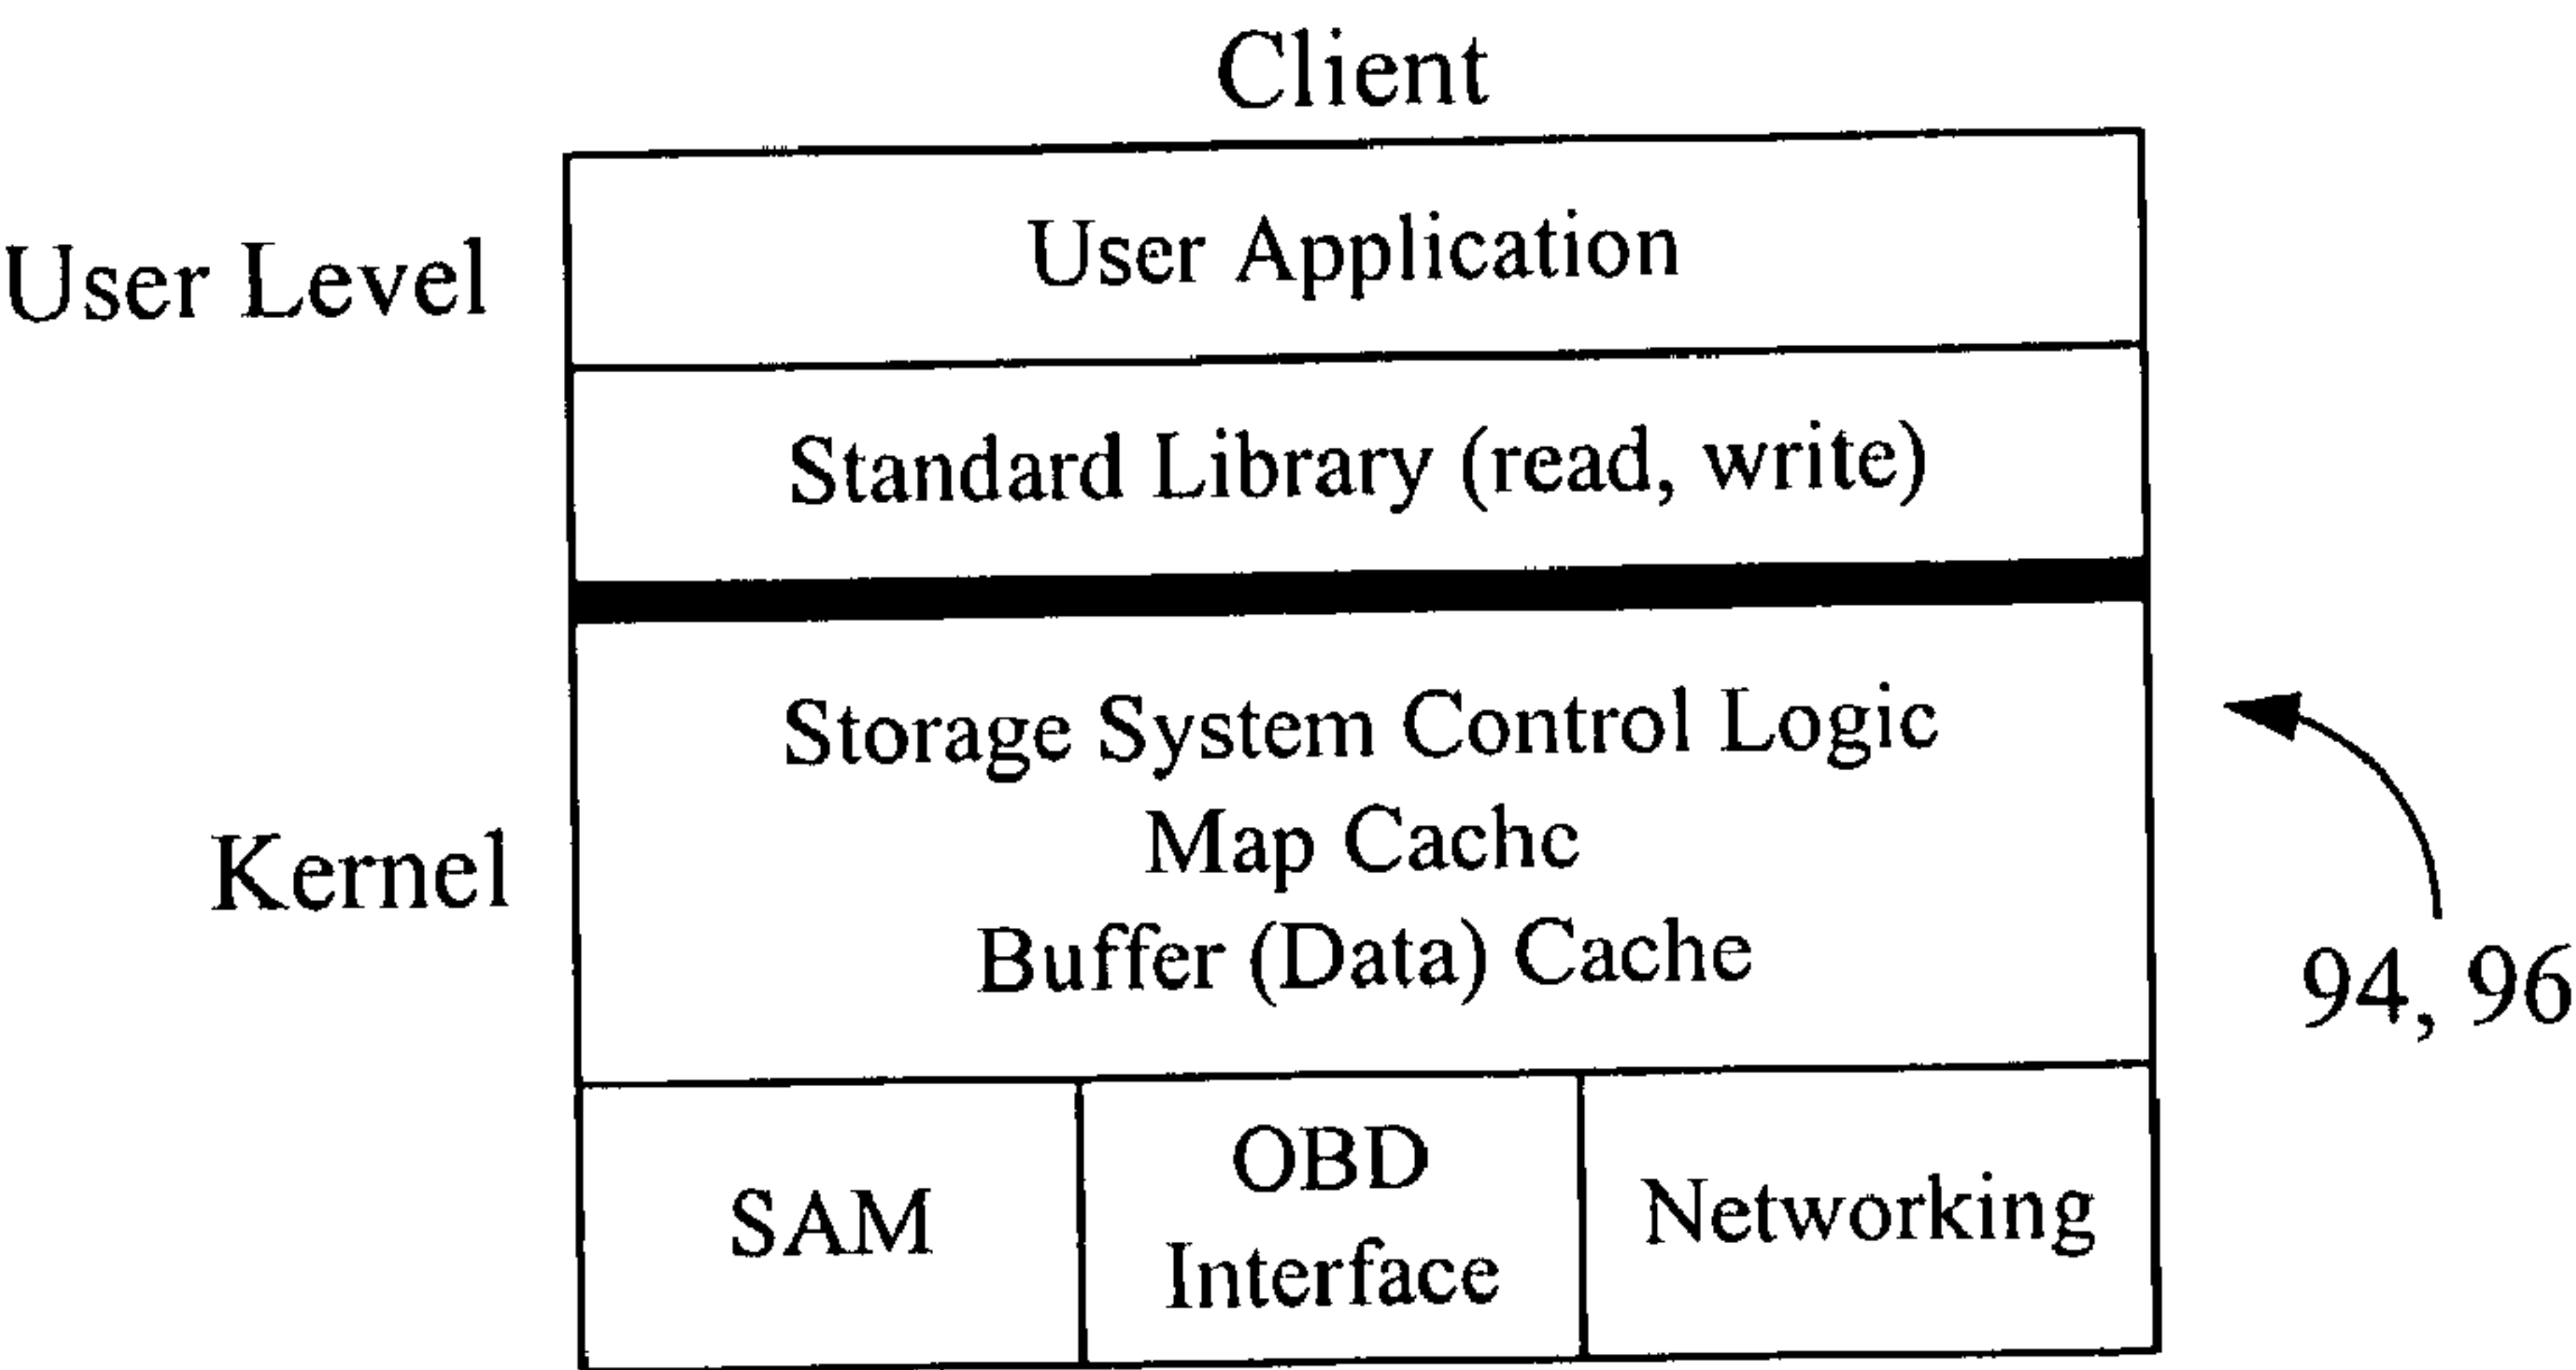 Client
User Level
User Application
Standard Library (read, write)
Kernel
Storage System Control Logic
Map Cache
Buffer (Data) Cache
94, 96
SAM
OBD
Interface
Networking